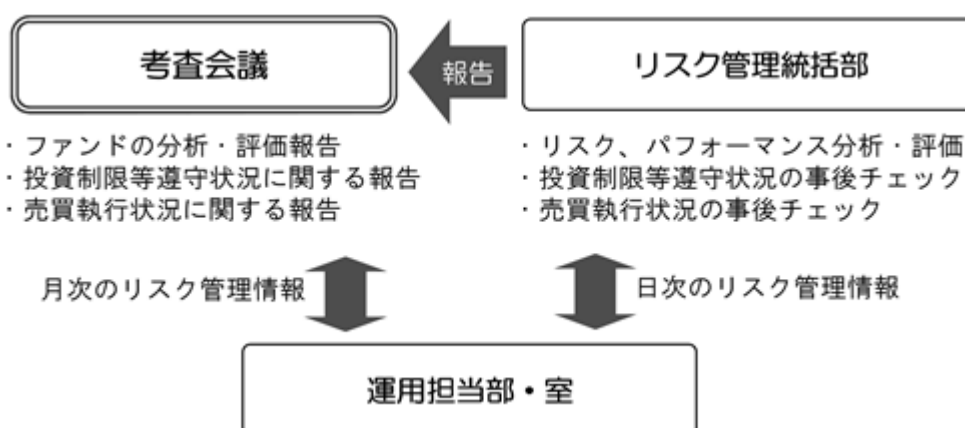 考査会議
報告
リスク管理統括部
・ファンドの分析・評価報告
・投資制限等遵守状況に関する報告
・売買執行状況に関する報告
・リスク、パフォーマンス分析・評価
・投資制限等遵守状況の事後チェック
・売買執行状況の事後チェック
月次のリスク管理情報
日次のリスク管理情報
運用担当部・室